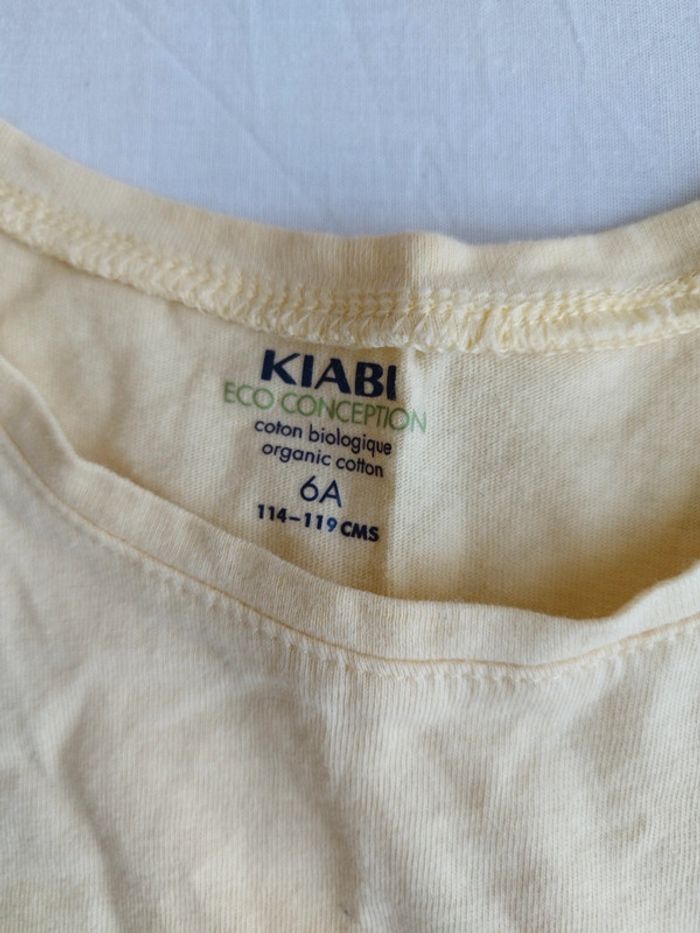 KIABI
ECO CONCEPTION
coton biologique
organic cotton
6A
114-119 CMS